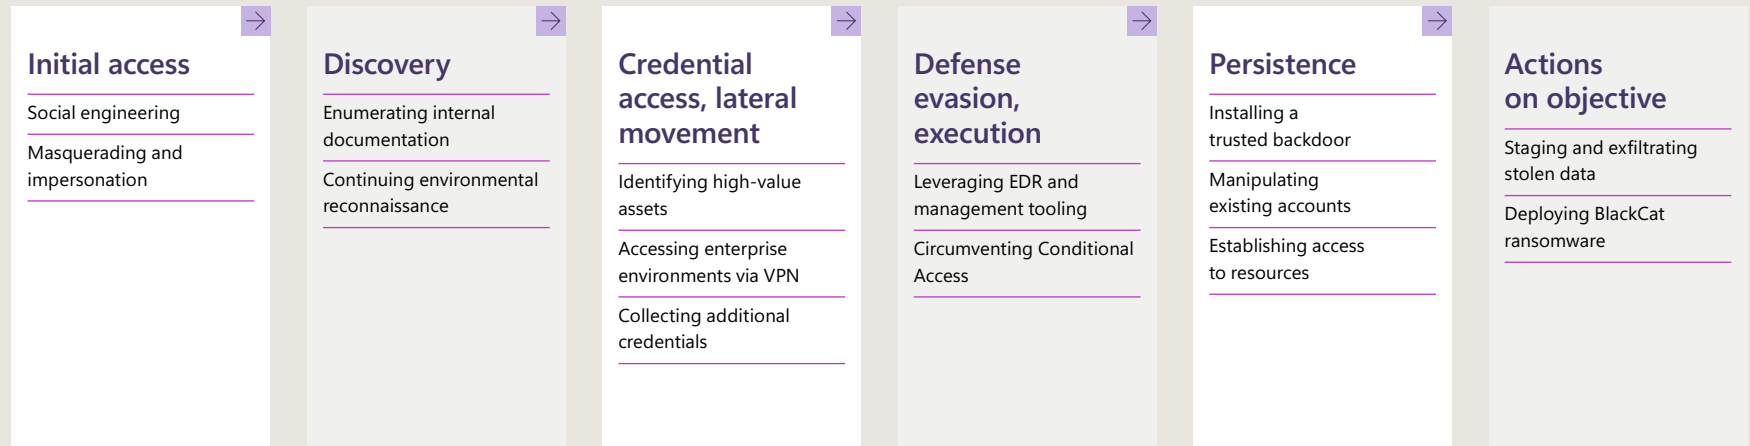 Initial access
Social engineering
Masquerading and
impersonation
Discovery
Enumerating internal
documentation
Continuing environmental
reconnaissance
Credential
access, lateral
movement
Identifying high-value
assets
Accessing enterprise
environments via VPN
Collecting additional
credentials
Defense
evasion,
execution
Leveraging EDR and
management tooling
Circumventing Conditional
Access
Persistence
Installing a
trusted backdoor
Manipulating
existing accounts
Establishing access
to resources
Actions
on objective
Staging and exfiltrating
stolen data
Deploying BlackCat
ransomware